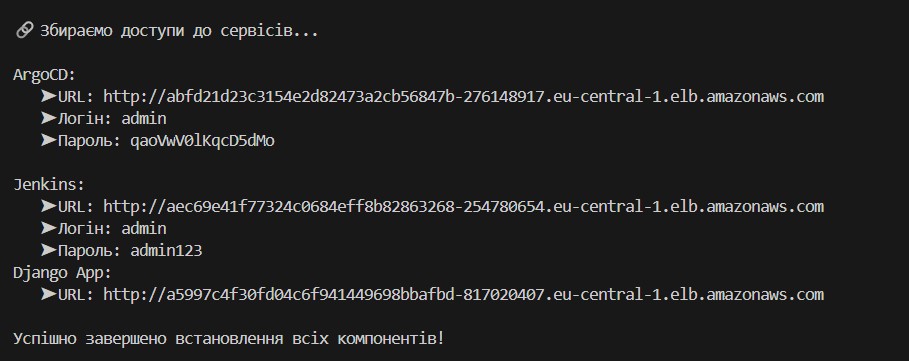 🔗 Збираємо доступи до сервісів...
ArgoCD:
➤URL: http://abfd21d23c3154e2d82473a2cb56847b-276148917.eu-central-1.elb.amazonaws.com
➤Логін: admin
➤Пароль: qaoVwV0lKqcD5dMo
Jenkins:
➤URL: http://aec69e41f77324c0684eff8b82863268-254780654.eu-central-1.elb.amazonaws.com
➤Логін: admin
➤Пароль: admin123
Django App:
➤URL: http://a5997c4f30fd04c6f941449698bbafbd-817020407.eu-central-1.elb.amazonaws.com
Успішно завершено встановлення всіх компонентів!